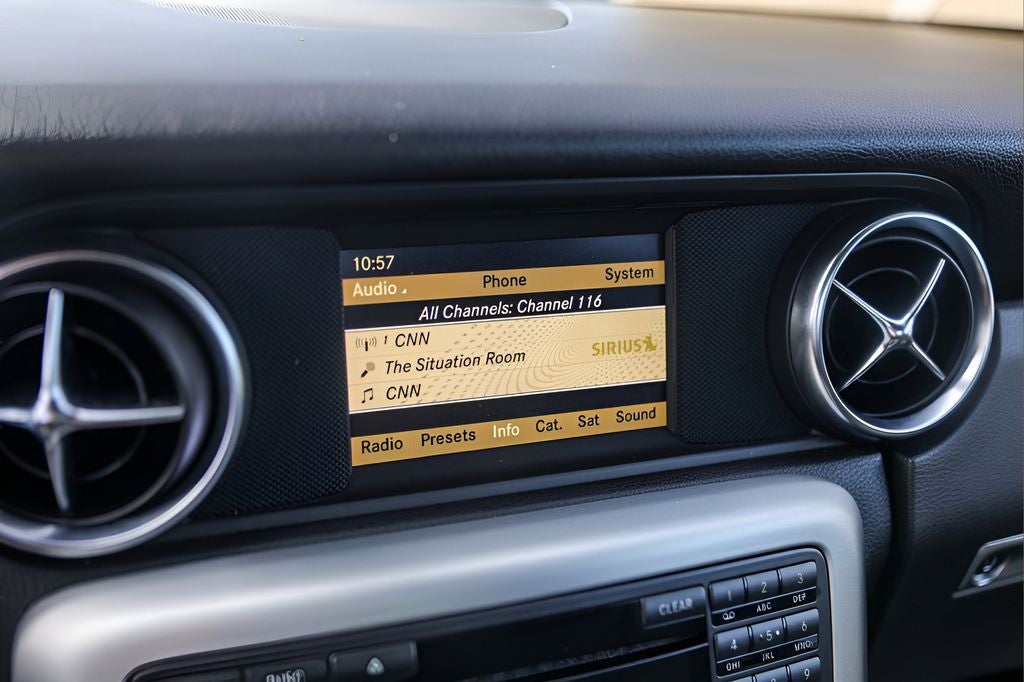 10:57
Audio Phone System
All Channels: Channel 116
1 CNN
The Situation Room
SIRIUS
CNN
Radio Presets Info Cat. Sat Sound
CLEAR
1 2 3
ABC DEF
4 5 6
GHI JKL MNO
9